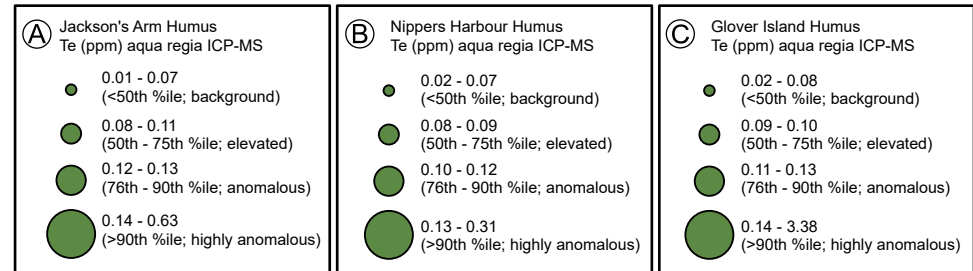 A
Jackson's Arm Humus
Te (ppm) aqua regia ICP-MS
0.01 - 0.07
(<50th %ile; background)
0.08 - 0.11
(50th - 75th %ile; elevated)
0.12 - 0.13
(76th - 90th %ile; anomalous)
0.14 - 0.63
(>90th %ile; highly anomalous)
B
Nippers Harbour Humus
Te (ppm) aqua regia ICP-MS
0.02 - 0.07
(<50th %ile; background)
0.08 - 0.09
(50th - 75th %ile; elevated)
0.10 - 0.12
(76th - 90th %ile; anomalous)
0.13 - 0.31
(>90th %ile; highly anomalous)
C
Glover Island Humus
Te (ppm) aqua regia ICP-MS
0.02 - 0.08
(<50th %ile; background)
0.09 - 0.10
(50th - 75th %ile; elevated)
0.11 - 0.13
(76th - 90th %ile; anomalous)
0.14 - 3.38
(>90th %ile; highly anomalous)